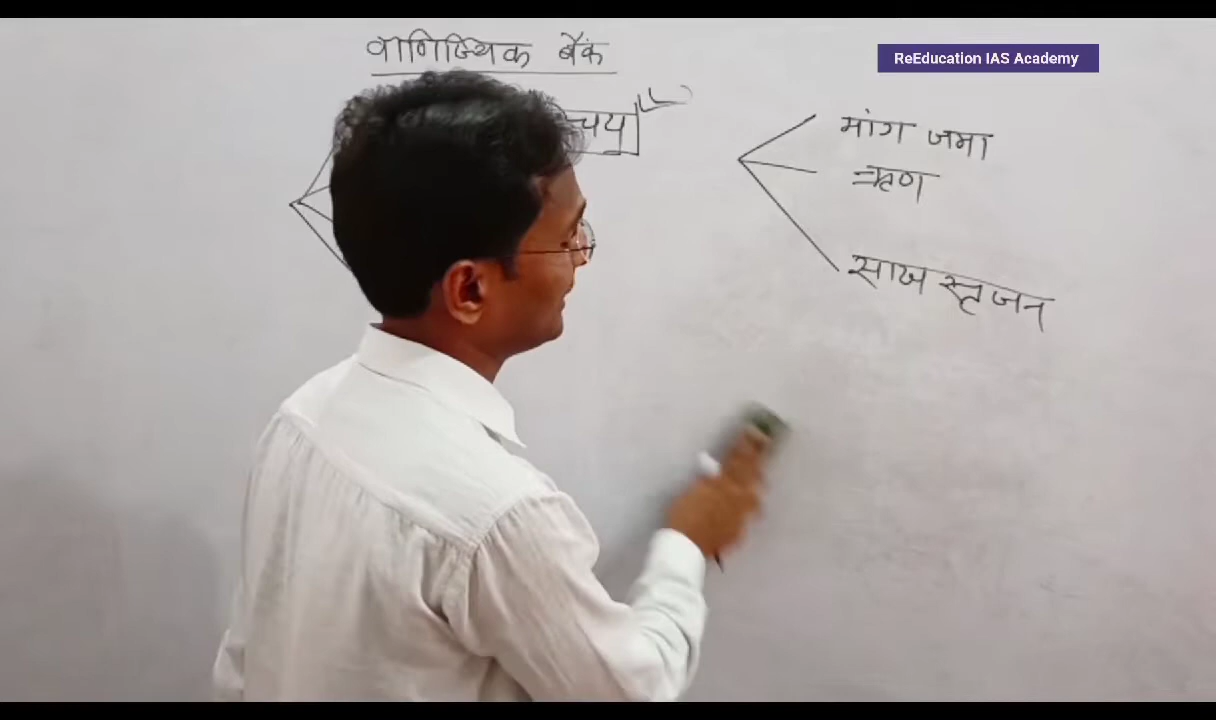 वाणिज्यिक बैंक
ReEducation IAS Academy
मांग जमा
ऋण
साख सृजन